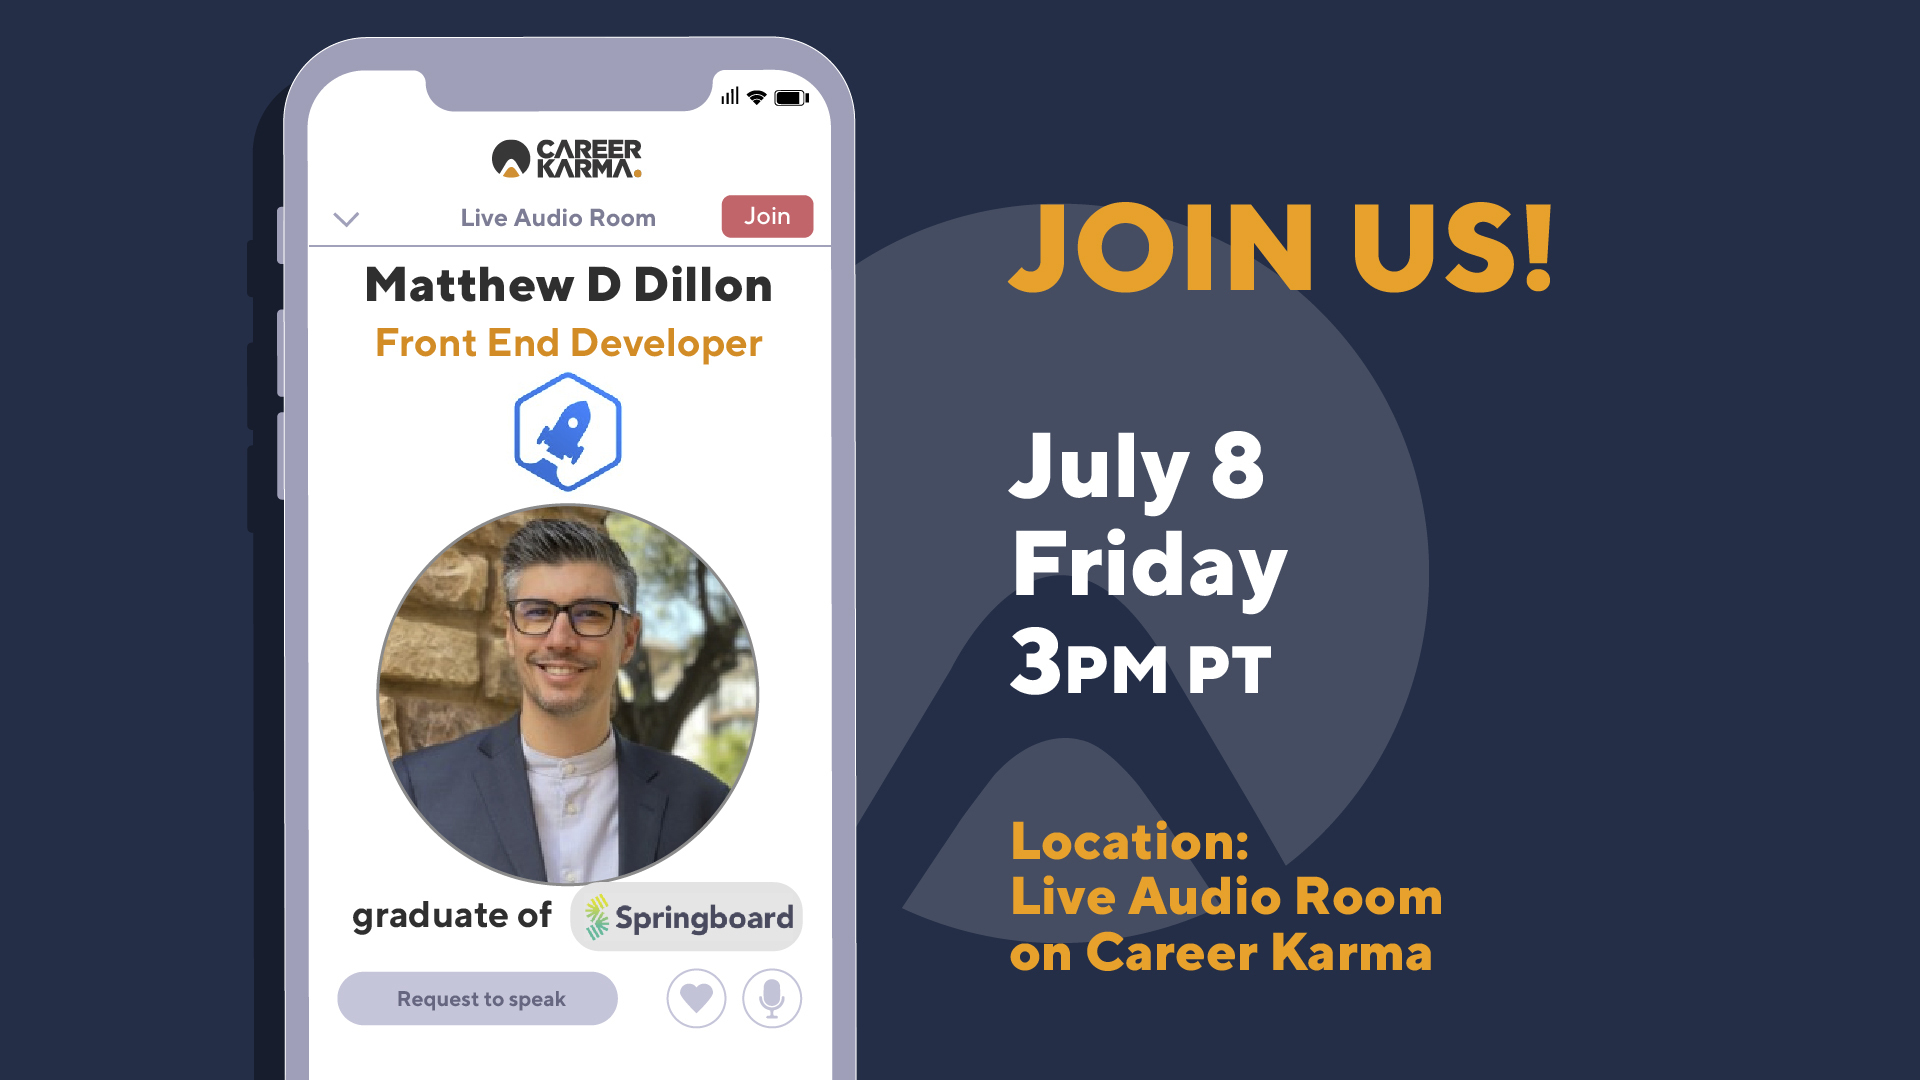 CAREER
KARMA.
Live Audio Room
Join
Matthew D Dillon
Front End Developer
graduate of
Springboard
Request to speak
JOIN US!
July 8
Friday
3PM PT
Location:
Live Audio Room
on Career Karma